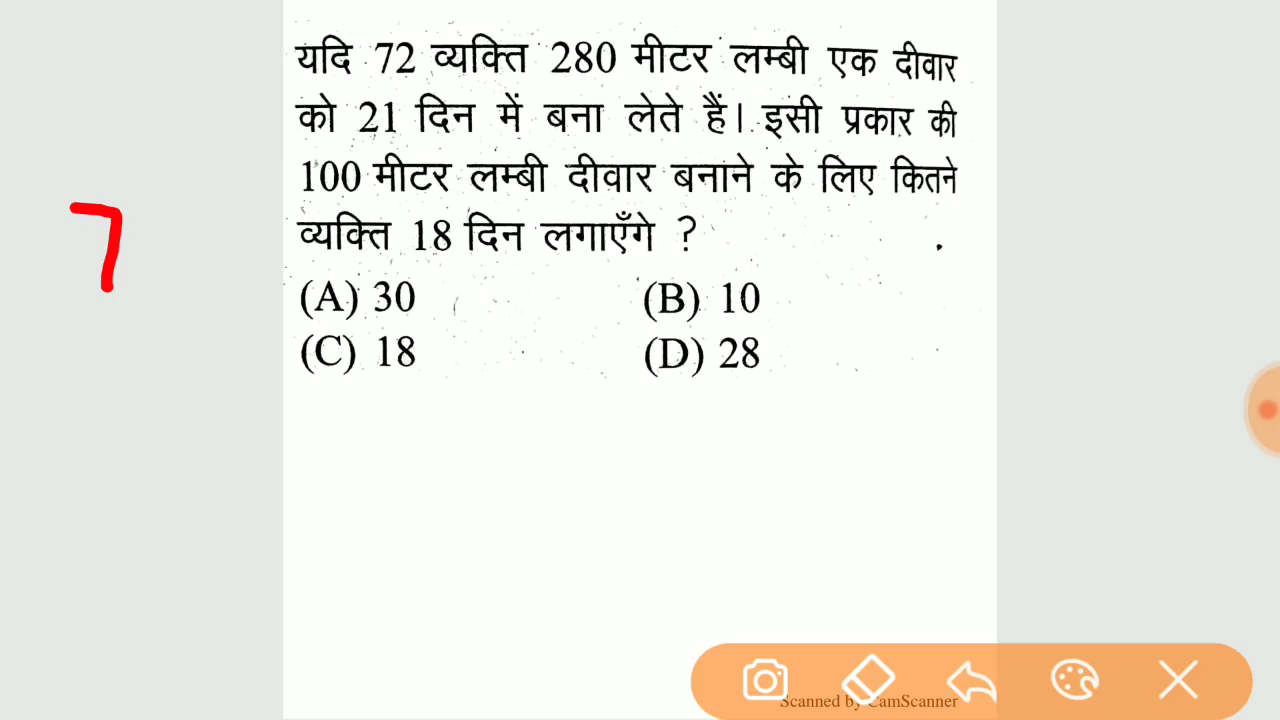 यदि 72 व्यक्ति 280 मीटर लम्बी एक दीवार
को 21 दिन में बना लेते हैं। इसी प्रकार की
100 मीटर लम्बी दीवार बनाने के लिए कितने
व्यक्ति 18 दिन लगाएँगे ?
7
(A) 30 (B) 10
(C) 18 (D) 28
Scanned by CamScanner